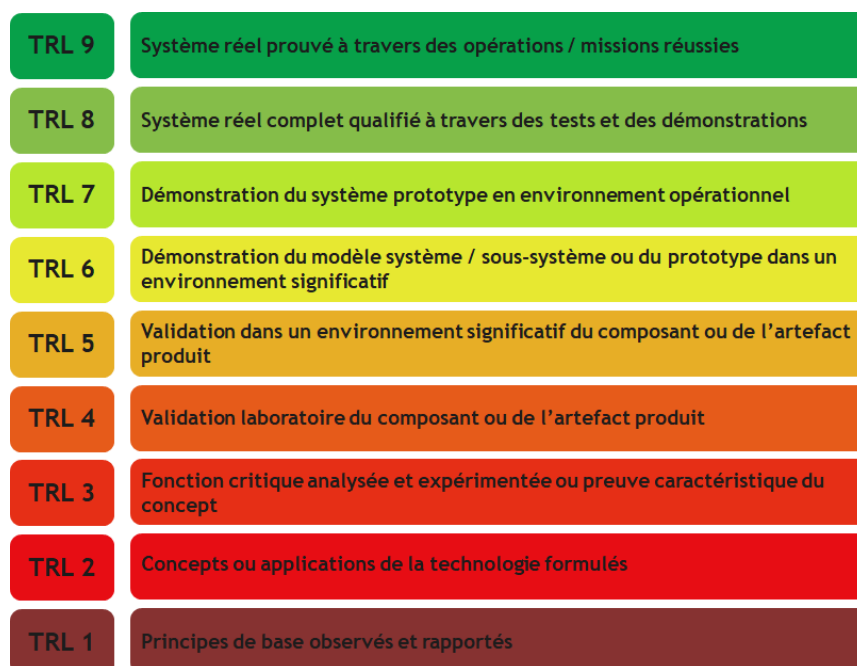 TRL 9
Système réel prouvé à travers des opérations / missions réussies
TRL 8
Système réel complet qualifié à travers des tests et des démonstrations
TRL 7
Démonstration du système prototype en environnement opérationnel
TRL 6
Démonstration du modèle système / sous-système ou du prototype dans un
environnement significatif
TRL 5
Validation dans un environnement significatif du composant ou de l’artefact
produit
TRL 4
Validation laboratoire du composant ou de l’artefact produit
TRL 3
Fonction critique analysée et expérimentée ou preuve caractéristique du
concept
TRL 2
Concepts ou applications de la technologie formulés
TRL 1
Principes de base observés et rapportés